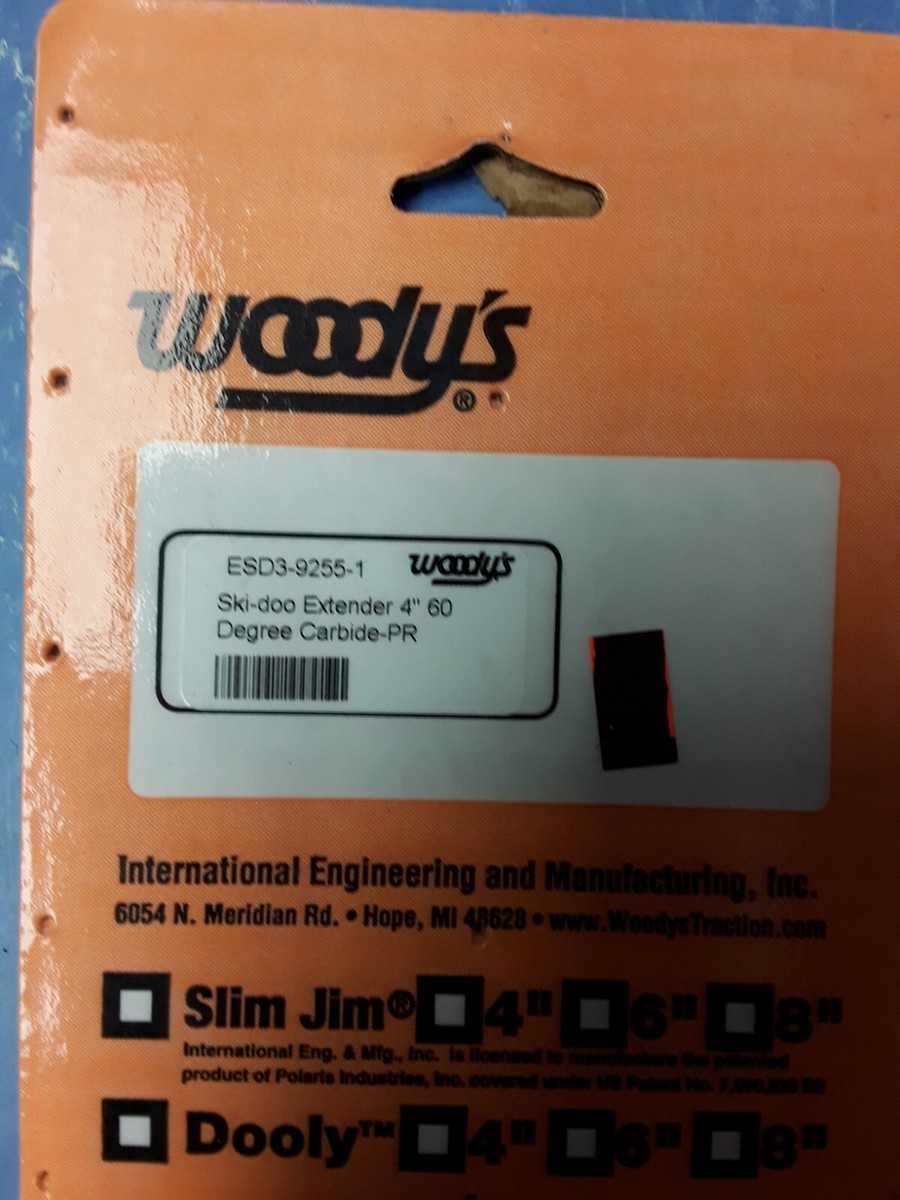 woody's®
ESD3-9255-1 woody's
Ski-doo Extender 4" 60
Degree Carbide-PR
International Engineering and Manufacturing, Inc.
6054 N. Meridian Rd. • Hope, MI 48628 • www.WoodysTraction.com
Slim Jim® 4" 6" 8"
International Eng. & Mfg., Inc. is licensed to manufacture the patented
product of Polaris Industries, Inc. covered under US Patent No.
Dooly™ 4" 6" 8"